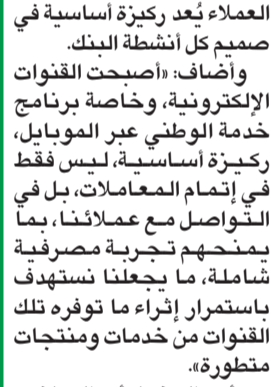 العملاء يُعد ركيزة أساسية في
صميم كل أنشطة البنك.
وأضاف: «أصبحت القنوات
الإلكترونية، وخاصة برنامج
خدمة الوطني عبر الموبايل،
ركيزة أساسية، ليس فقط
في إتمام المعاملات، بل في
التواصل مع عملائنا، بما
يمنحهم تجربة مصرفية
شاملة، ما يجعلنا نستهدف
باستمرار إثراء ما توفره تلك
القنوات من خدمات ومنتجات
متطورة».